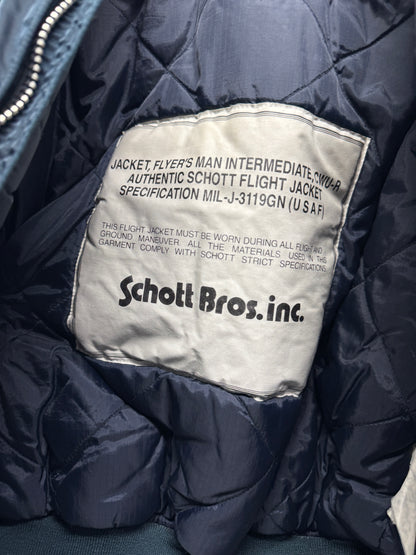 JACKET, FLYER'S MAN INTERMEDIATE, CWU-R
AUTHENTIC SCHOTT FLIGHT JACKET
SPECIFICATION MIL-J-3119GN (USAF)
THIS FLIGHT JACKET MUST BE WORN DURING ALL FLIGHT AND
GROUND MANEUVER ALL THE MATERIALS USED IN THIS
GARMENT COMPLY WITH SCHOTT STRICT SPECIFICATIONS
Schott Bros. inc.